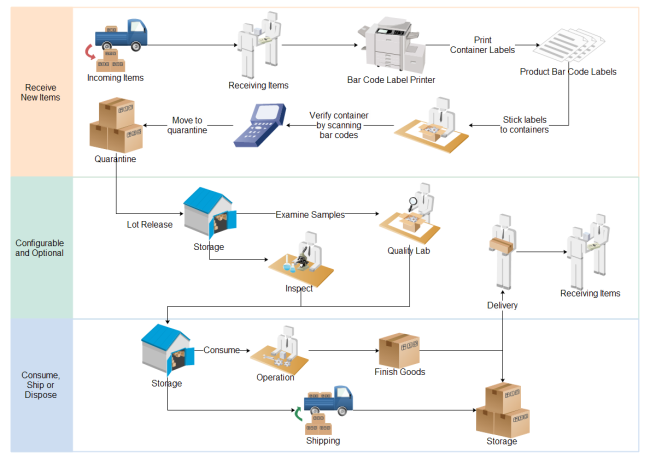 Receive
New Items
Incoming Items
Receiving Items
Bar Code Label Printer
Print
Container Labels
Product Bar Code Labels
Stick labels
to containers
Verify container
by scanning
bar codes
Move to
quarantine
Quarantine
Configurable
and Optional
Lot Release
Storage
Examine Samples
Quality Lab
Inspect
Delivery
Receiving Items
Consume,
Ship or
Dispose
Storage
Consume
Operation
Finish Goods
Shipping
Storage